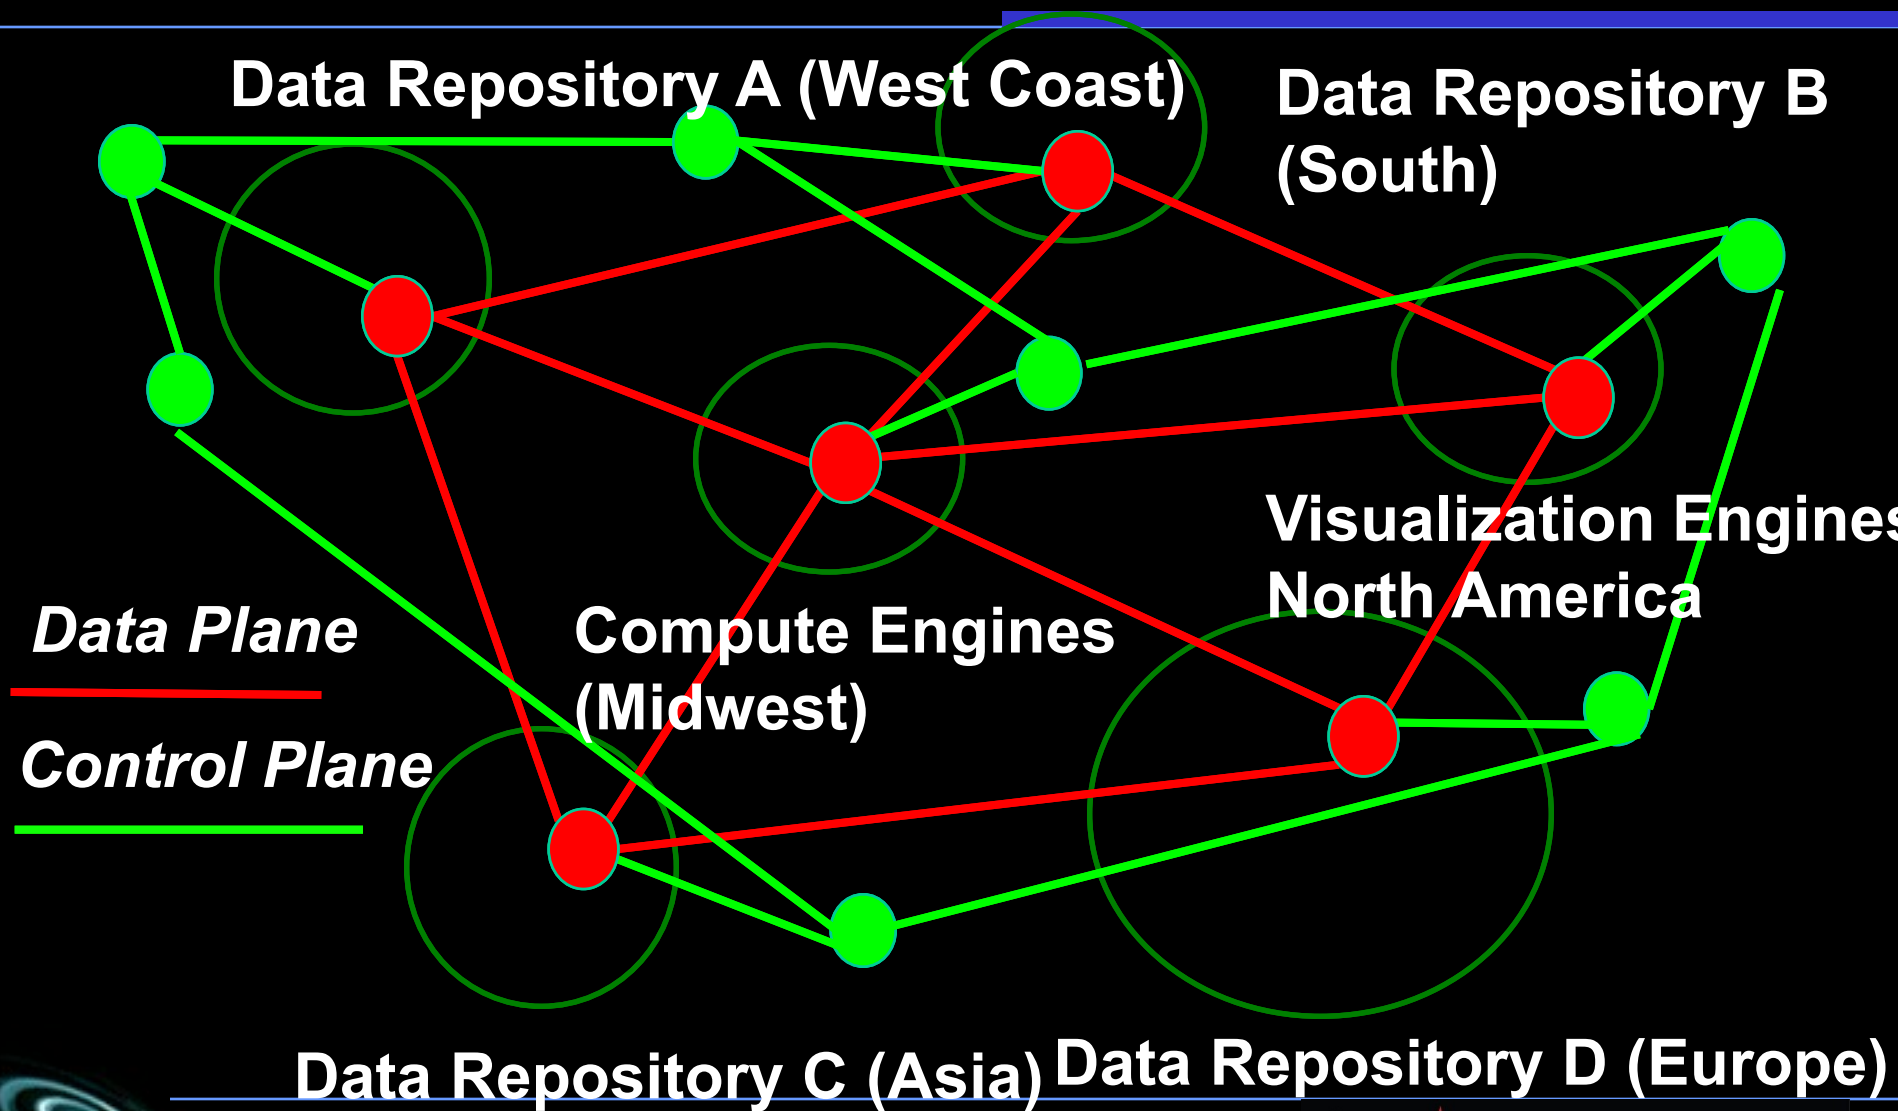 Data Repository A (West Coast)
Data Repository B
(South)
Visualization Engines
North America
Data Plane
Compute Engines
(Midwest)
Control Plane
Data Repository C (Asia)
Data Repository D (Europe)